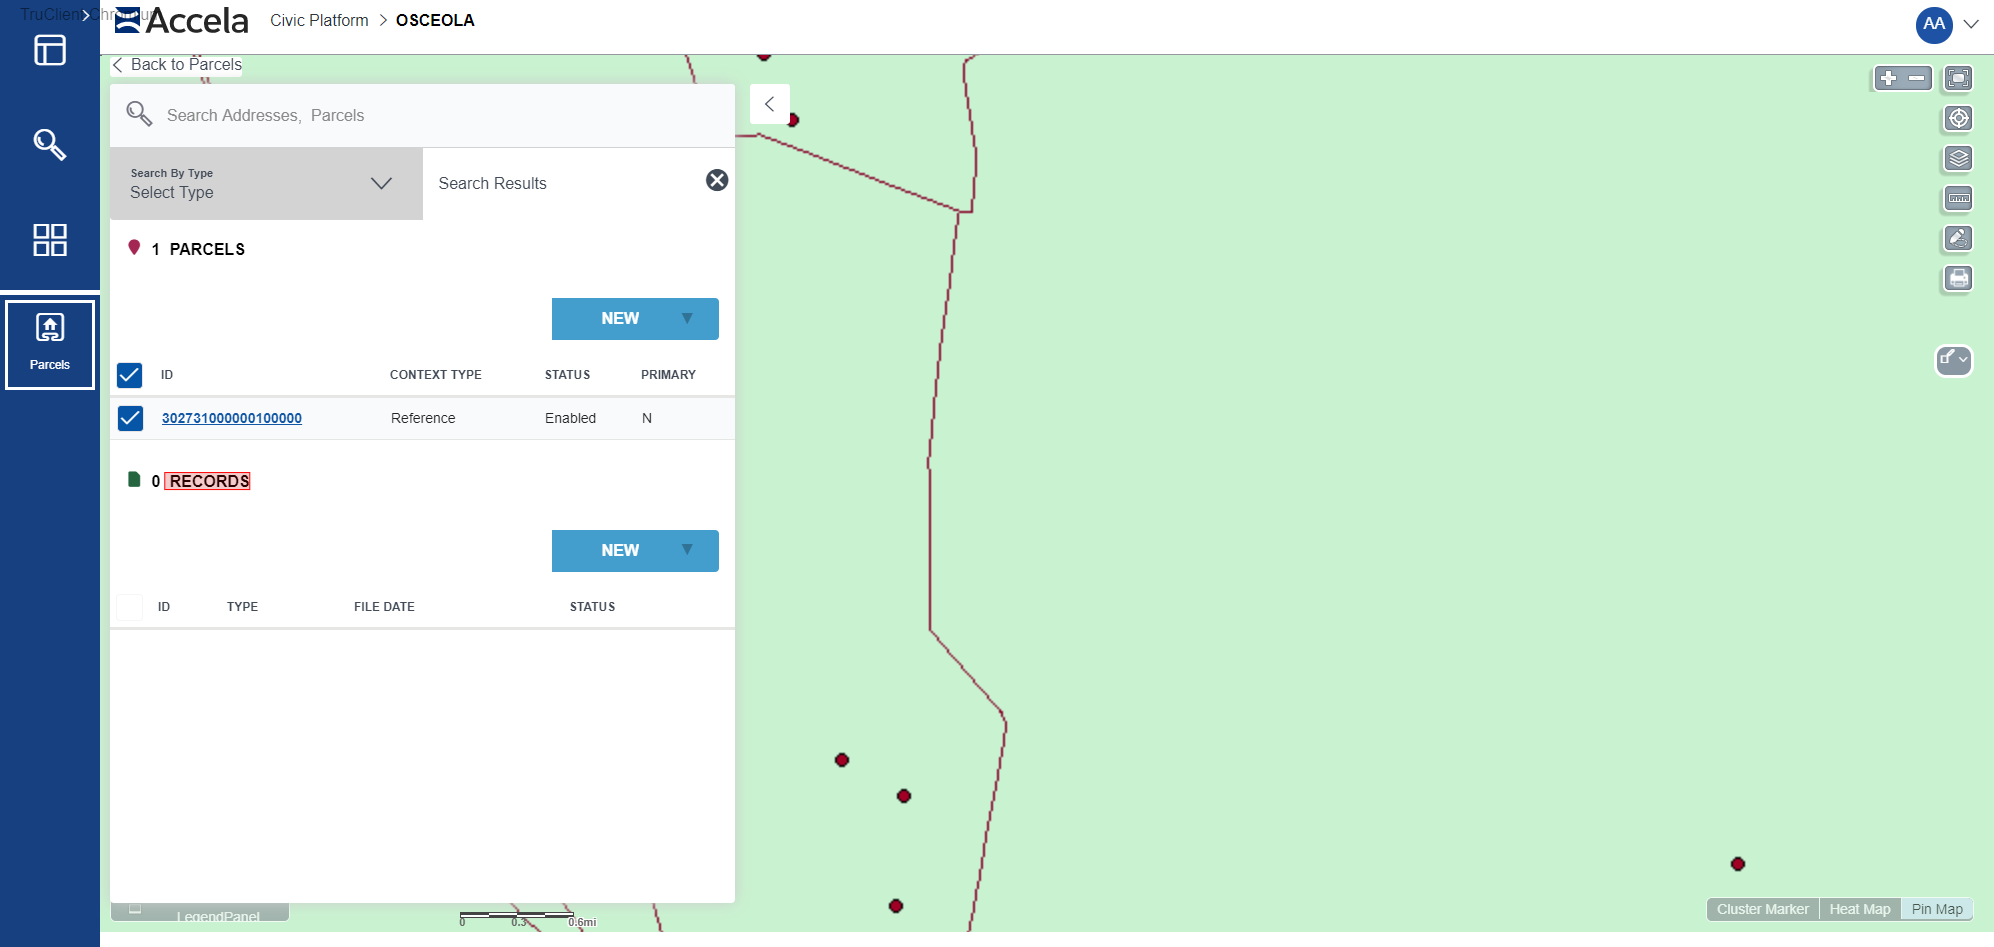 TruClient Chromium
Accela
Civic Platform > OSCEOLA
AA
Back to Parcels
Search Addresses, Parcels
Search By Type
Select Type
Search Results
1 PARCELS
NEW
ID CONTEXT TYPE STATUS PRIMARY
302731000000100000 Reference Enabled N
0 RECORDS
NEW
ID TYPE FILE DATE STATUS
Parcels
LegendPanel
0 0.3 0.6mi
Cluster Marker Heat Map Pin Map